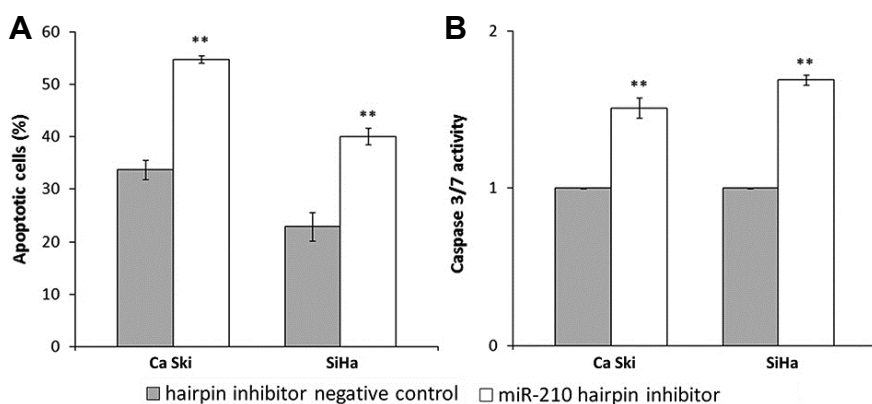 A
Apoptotic cells (%)
60
50
40
30
20
10
0
**
**
Ca Ski
SiHa
B
Caspase 3/7 activity
2
1
0
**
**
Ca Ski
SiHa
hairpin inhibitor negative control
miR-210 hairpin inhibitor